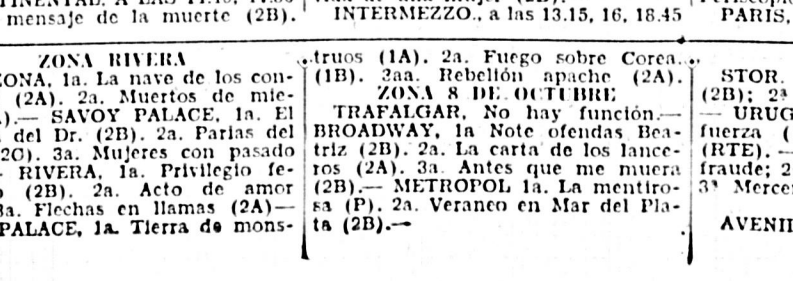 mensaje de la muerte (2B).
ZONA RIVERA
ZONA, 1a. La nave de los con-
(2A). 2a. Muertos de mie-
).— SAVOY PALACE, 1a. El
del Dr. (2B). 2a. Parias del
2C). 3a. Mujeres con pasado
- RIVERA, 1a. Privilegio fe-
(2B). 2a. Acto de amor
3a. Flechas en llamas (2A)—
PALACE, 1a. Tierra de mons-
INTERMEZZO., a las 13.15, 16, 18.45
truos (1A). 2a. Fuego sobre Corea.
(1B). 3aa. Rebelión apache (2A).
ZONA 8 DE OCTUBRE
TRAFALGAR, No hay función.—
BROADWAY, 1a Note ofendas Bea-
triz (2B). 2a. La carta de los lance-
ros (2A). 3a. Antes que me muera
(2B).— METROPOL 1a. La mentiro-
sa (P). 2a. Veraneo en Mar del Pla-
ta (2B).—
PARIS,
STOR.
(2B); 2ª
— URUG
fuerza (
(RTE). —
fraude; 2
3ª Merce
AVENI